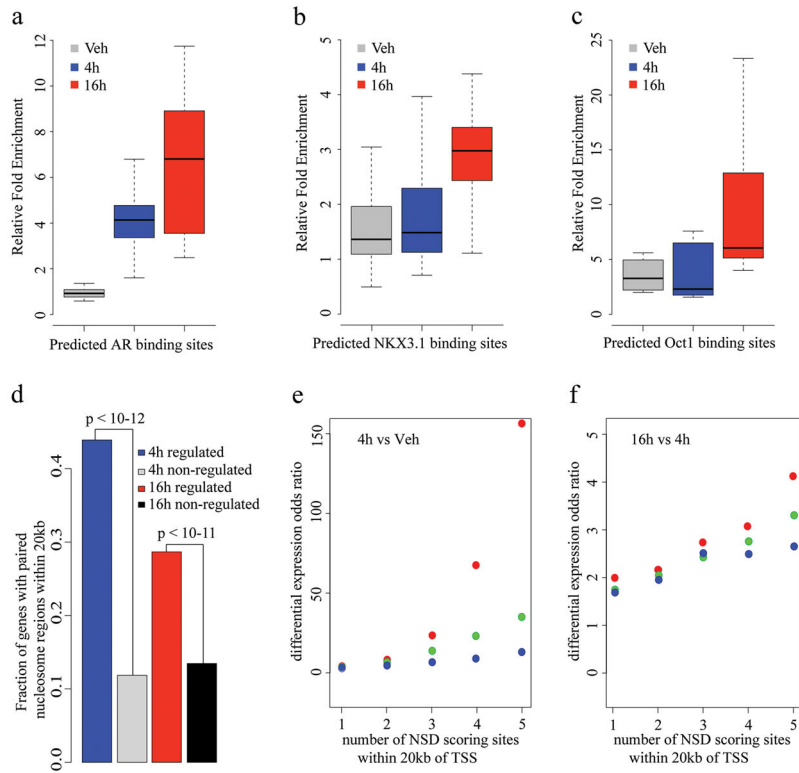 a
Relative Fold Enrichment
12
10
8
6
4
2
0
Veh
4h
16h
Predicted AR binding sites
b
Relative Fold Enrichment
5
4
3
2
1
0
Veh
4h
16h
Predicted NKX3.1 binding sites
c
Relative Fold Enrichment
25
20
15
10
5
0
Veh
4h
16h
Predicted Oct1 binding sites
d
Fraction of genes with paired
nucleosome regions within 20kb
0.4
0.3
0.2
0.1
0.0
p < 10-12
4h regulated
4h non-regulated
16h regulated
16h non-regulated
p < 10-11
e
differential expression odds ratio
150
100
50
0
4h vs Veh
1 2 3 4 5
number of NSD scoring sites
within 20kb of TSS
f
differential expression odds ratio
5
4
3
2
1
0
16h vs 4h
1 2 3 4 5
number of NSD scoring sites
within 20kb of TSS